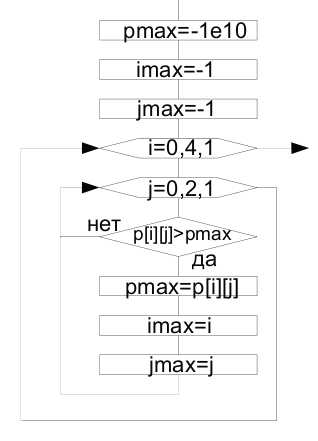 pmax=-1e10
imax=-1
jmax=-1
i=0,4,1
j=0,2,1
нет
p[i][j]>pmax
да
pmax=p[i][j]
imax=i
jmax=j